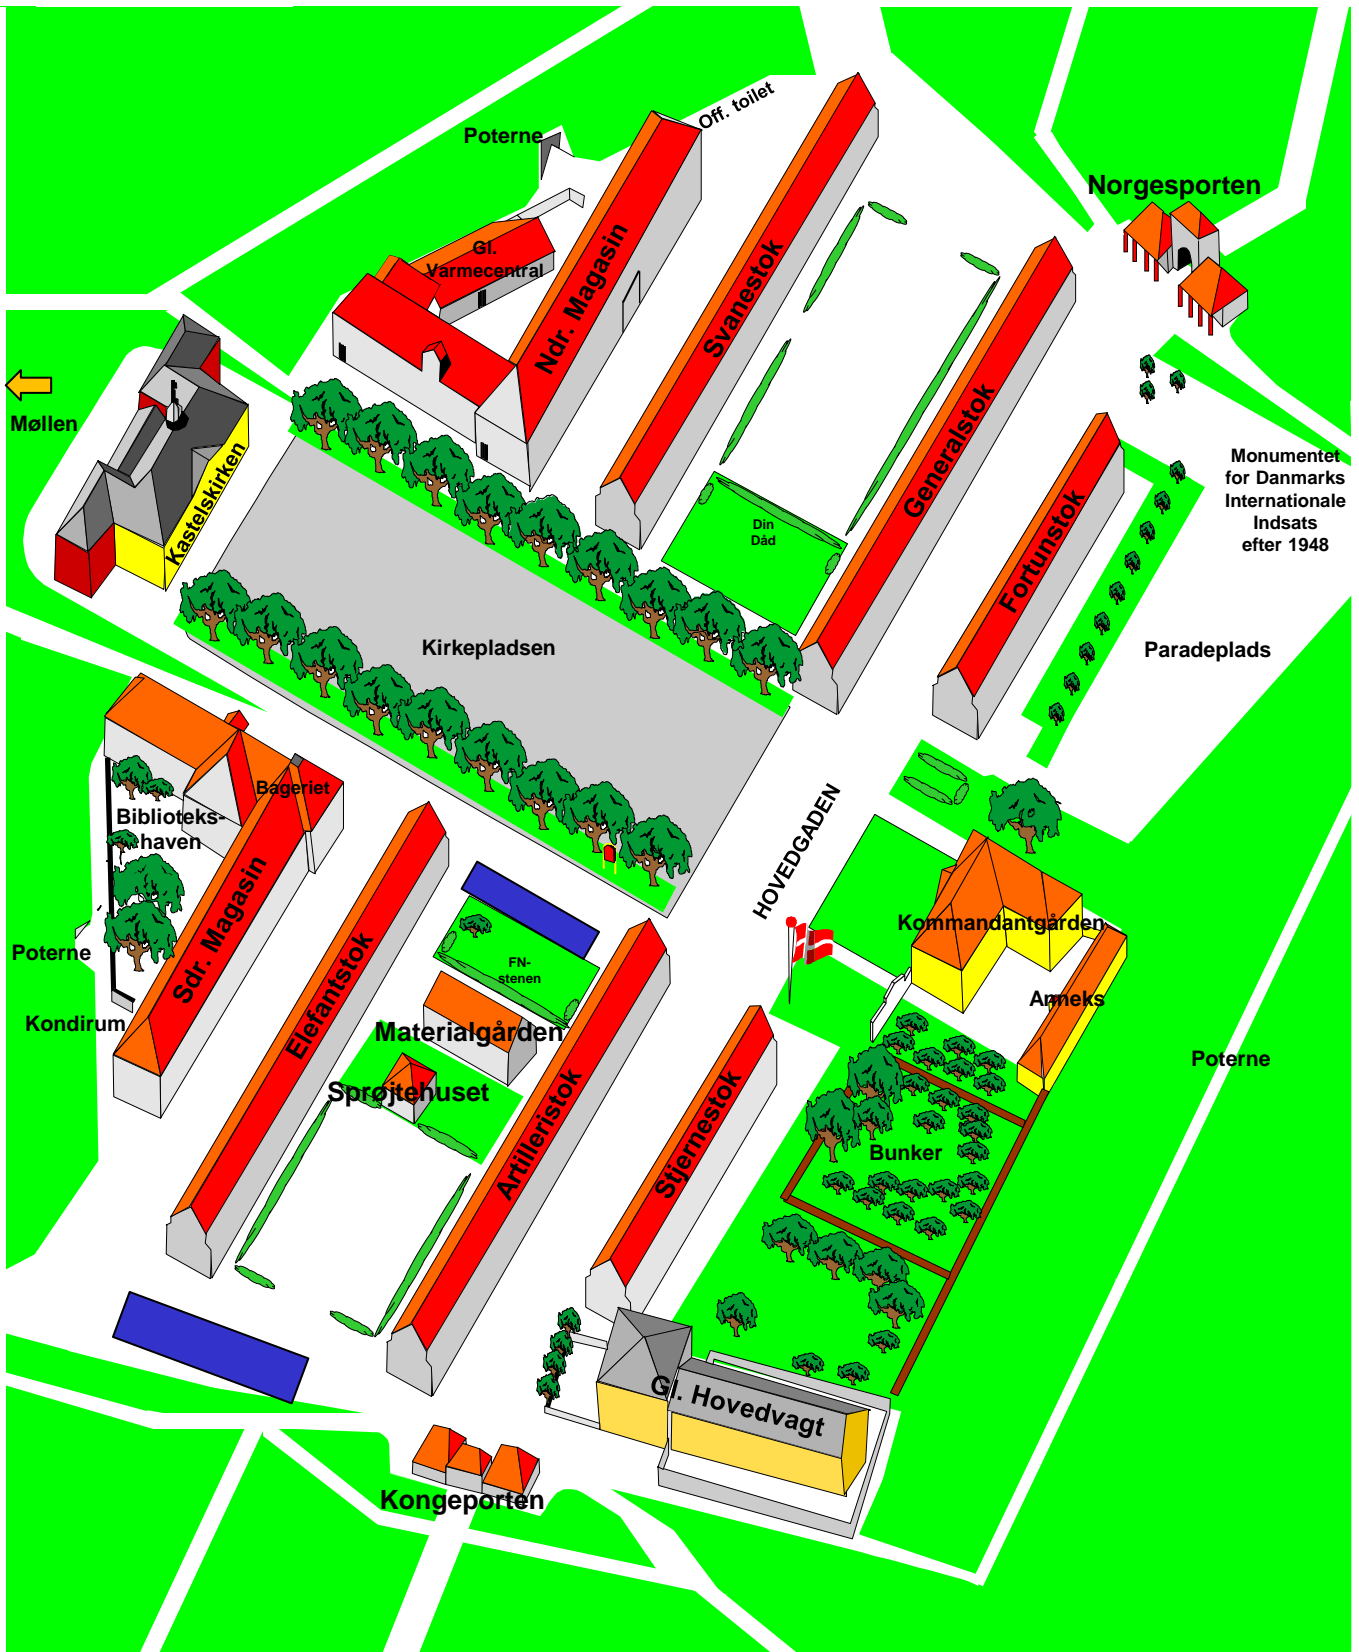 Off. toilet
Poterne
Norgesporten
Gl.
Varmecentral
Ndr. Magasin
Svanestok
Møllen
Kastelskirken
Generalstok
Monumentet
for Danmarks
Internationale
Indsats
efter 1948
Din
Dåd
Fortunstok
Kirkepladsen
Paradeplads
Bageriet
Biblioteks-
haven
HOVEDGADEN
Sdr. Magasin
Kommandantgården
Poterne
Elefantstok
FN-
stenen
Anneks
Kondirum
Materialgården
Poterne
Sprøjtehuset
Artilleristok
Stjernestok
Bunker
Gl. Hovedvagt
Kongeporten